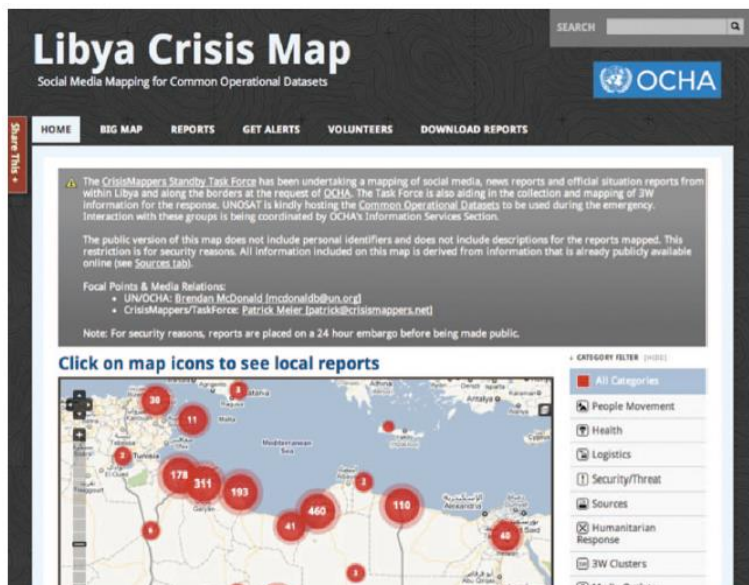 SEARCH
Libya Crisis Map
Social Media Mapping for Common Operational Datasets
OCHA
Share This +
HOME BIG MAP REPORTS GET ALERTS VOLUNTEERS DOWNLOAD REPORTS
The CrisisMappers Standby Task Force has been undertaking a mapping of social media, news reports and official situation reports from
within Libya and along the borders at the request of OCHA. The Task Force is also aiding in the collection and mapping of 3W
information for the response. UNOSAT is kindly hosting the Common Operational Datasets to be used during the emergency.
Interaction with these groups is being coordinated by OCHA's Information Services Section.
The public version of this map does not include personal identifiers and does not include descriptions for the reports mapped. This
restriction is for security reasons. All information included on this map is derived from information that is already publicly available
online (see Sources tab).
Focal Points & Media Relations:
• UN/OCHA: Brendan McDonald [mcdonaldb@un.org]
• CrisisMappers/TaskForce: Patrick Meier [patrick@crisismappers.net]
Note: For security reasons, reports are placed on a 24 hour embargo before being made public.
Click on map icons to see local reports
CATEGORY FILTER [HIDE]
All Categories
People Movement
Health
Logistics
Security/Threat
Sources
Humanitarian
Response
3W Clusters
30
11
2
178
311
193
6
41
460
110
40
3
Mediterranean
Sea
Malta
Tunisia
Antalya
Alexandria
Cyprus
Athina
Ragusa
Catania